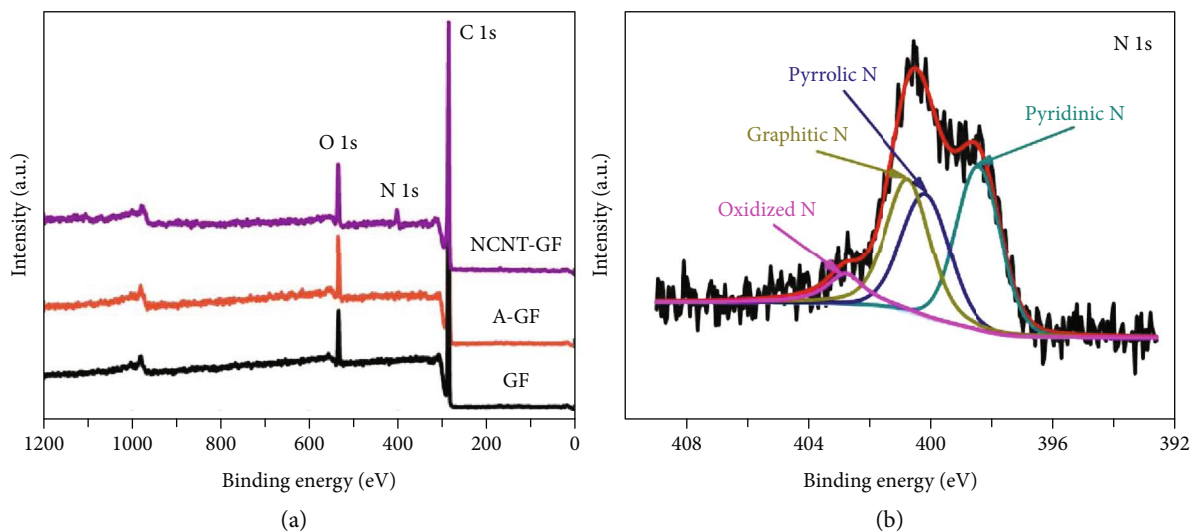 C 1s
O 1s
N 1s
NCNT-GF
A-GF
GF
Intensity (a.u.)
1200 1000 800 600 400 200 0
Binding energy (eV)
(a)
N 1s
Pyrrolic N
Pyridinic N
Graphitic N
Oxidized N
Intensity (a.u.)
408 404 400 396 392
Binding energy (eV)
(b)